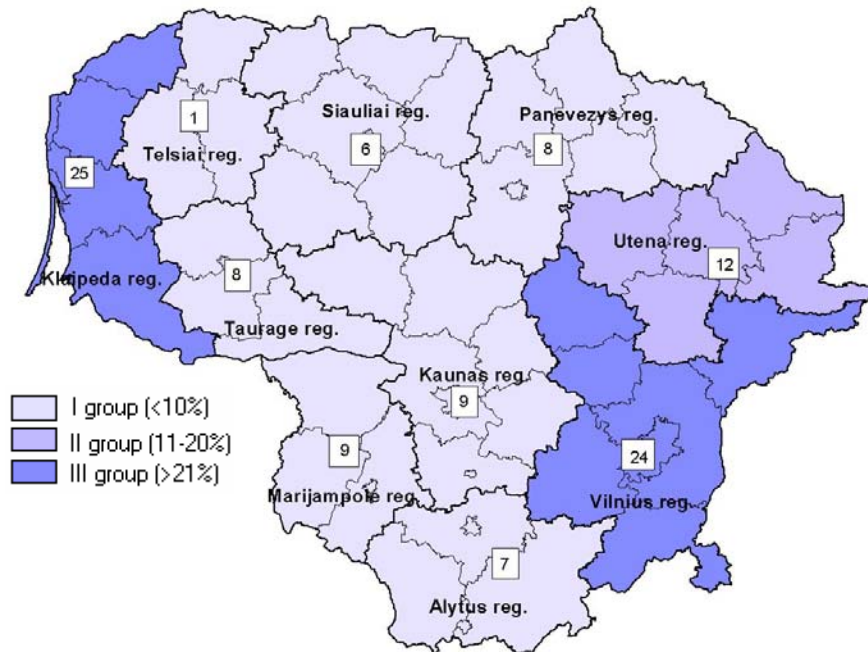 Siauliai reg.
Panevezys reg.
1
6
8
Telsiai reg.
25
Utena reg.
12
Klaipeda reg.
8
Taurage reg.
Kaunas reg.
9
I group (<10%)
II group (11-20%)
III group (>21%)
9
24
Marijampole reg.
Vilnius reg.
7
Alytus reg.